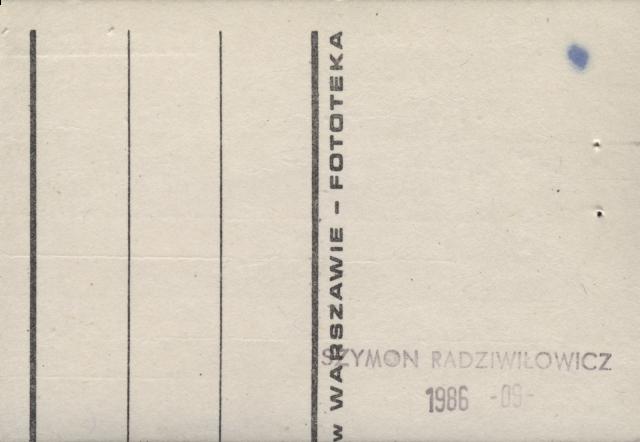 w WARSZAWIE – FOTOTEKA
SZYMON RADZIWIŁOWICZ
1986 -09-